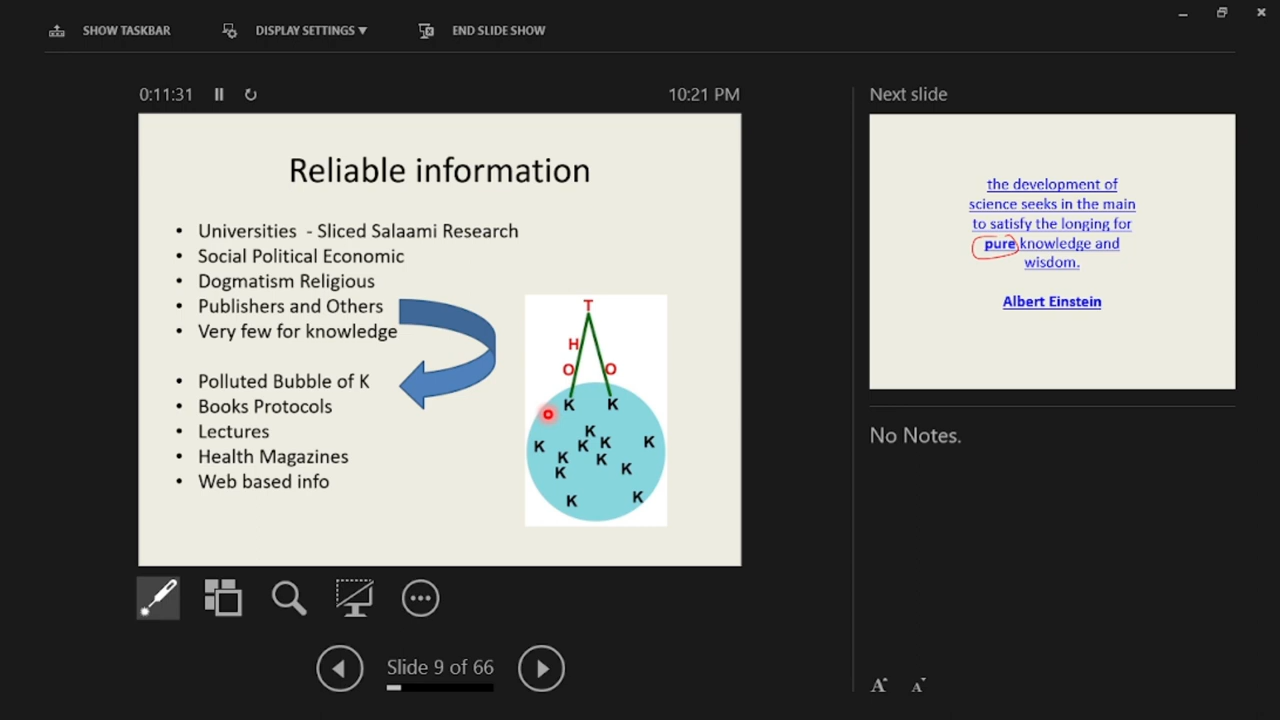 SHOW TASKBAR
DISPLAY SETTINGS ▼
END SLIDE SHOW
0:11:31
10:21 PM
Reliable information
• Universities - Sliced Salaami Research
• Social Political Economic
• Dogmatism Religious
• Publishers and Others
• Very few for knowledge
• Polluted Bubble of K
• Books Protocols
• Lectures
• Health Magazines
• Web based info
T
H
O O
K K
K
K K K K
K K
K K
K K
Slide 9 of 66
Next slide
the development of
science seeks in the main
to satisfy the longing for
pure knowledge and
wisdom.
Albert Einstein
No Notes.
A A